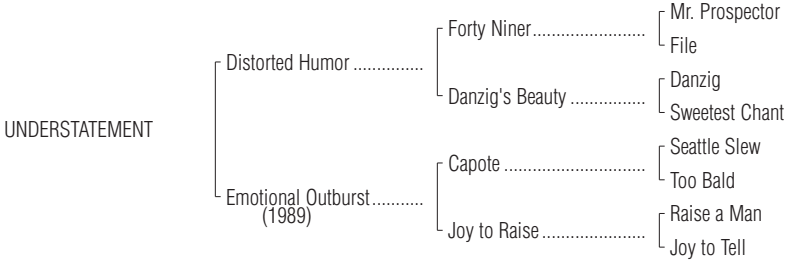 Mr. Prospector
Forty Niner.......................
File
Distorted Humor ..............
Danzig
Danzig's Beauty ...............
Sweetest Chant
UNDERSTATEMENT
Seattle Slew
Capote ............................
Too Bald
Emotional Outburst...........
(1989)
Raise a Man
Joy to Raise .....................
Joy to Tell